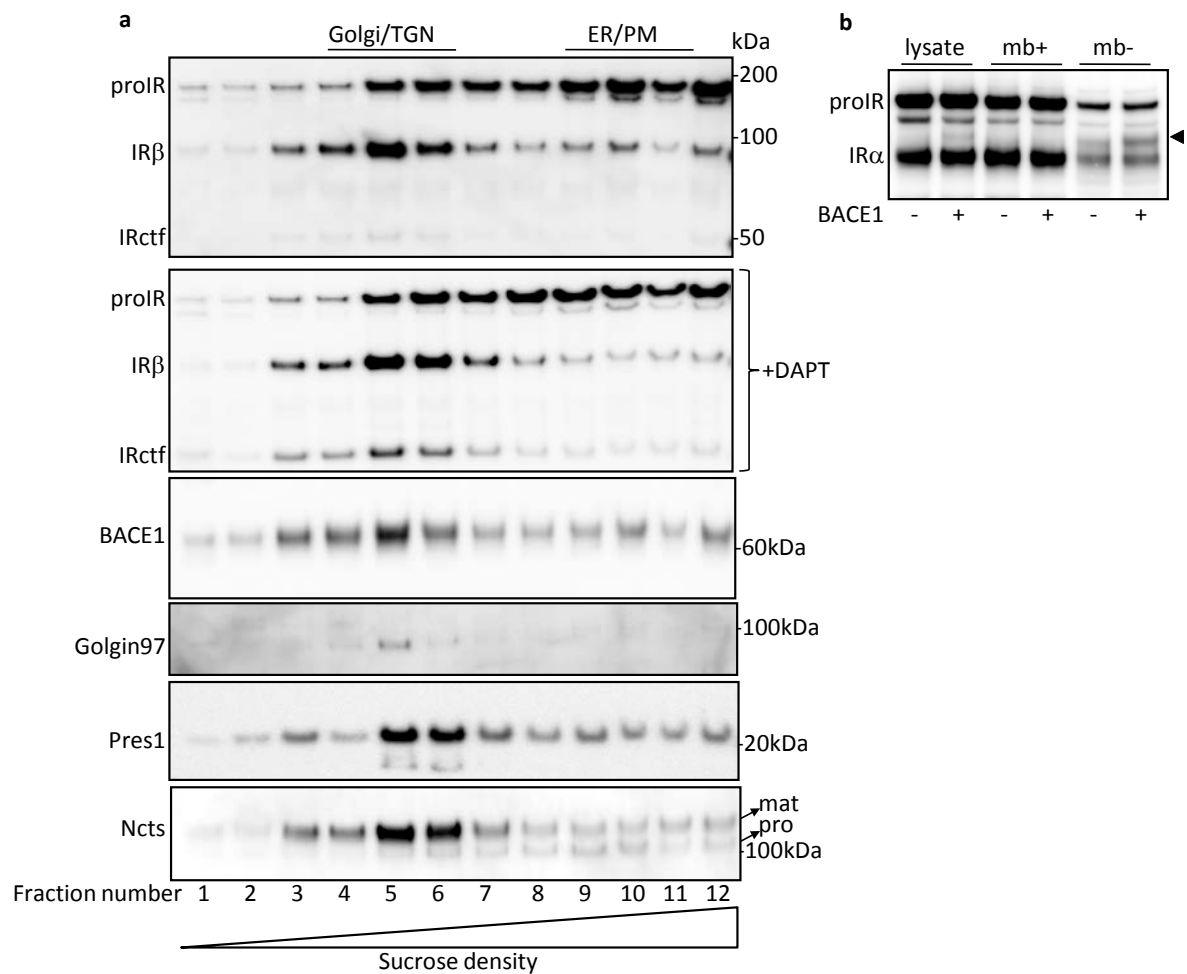 a
Golgi/TGN ER/PM
kDa
proIR 200
IRβ 100
IRctf 50
proIR
IRβ
IRctf
+DAPT
BACE1 60kDa
Golgin97 100kDa
Pres1 20kDa
Ncts mat
pro
100kDa
Fraction number 1 2 3 4 5 6 7 8 9 10 11 12
Sucrose density
b
lysate mb+ mb-
proIR
IRα
BACE1 - + - + - +